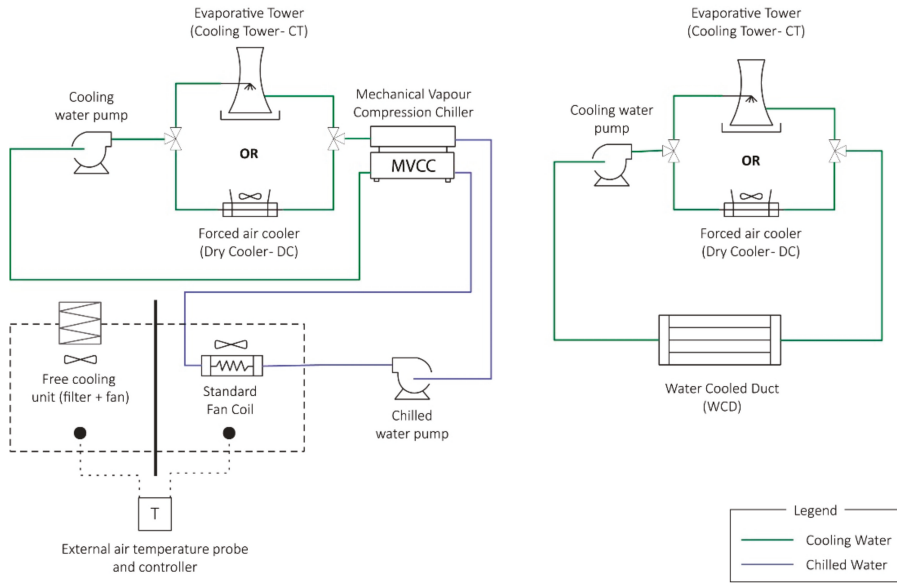 Evaporative Tower
(Cooling Tower- CT)
Cooling
water pump
Mechanical Vapour
Compression Chiller
OR
MVCC
Forced air cooler
(Dry Cooler- DC)
Free cooling
unit (filter + fan)
Standard
Fan Coil
Chilled
water pump
T
External air temperature probe
and controller
Evaporative Tower
(Cooling Tower- CT)
Cooling water
pump
OR
Forced air cooler
(Dry Cooler- DC)
Water Cooled Duct
(WCD)
Legend
Cooling Water
Chilled Water